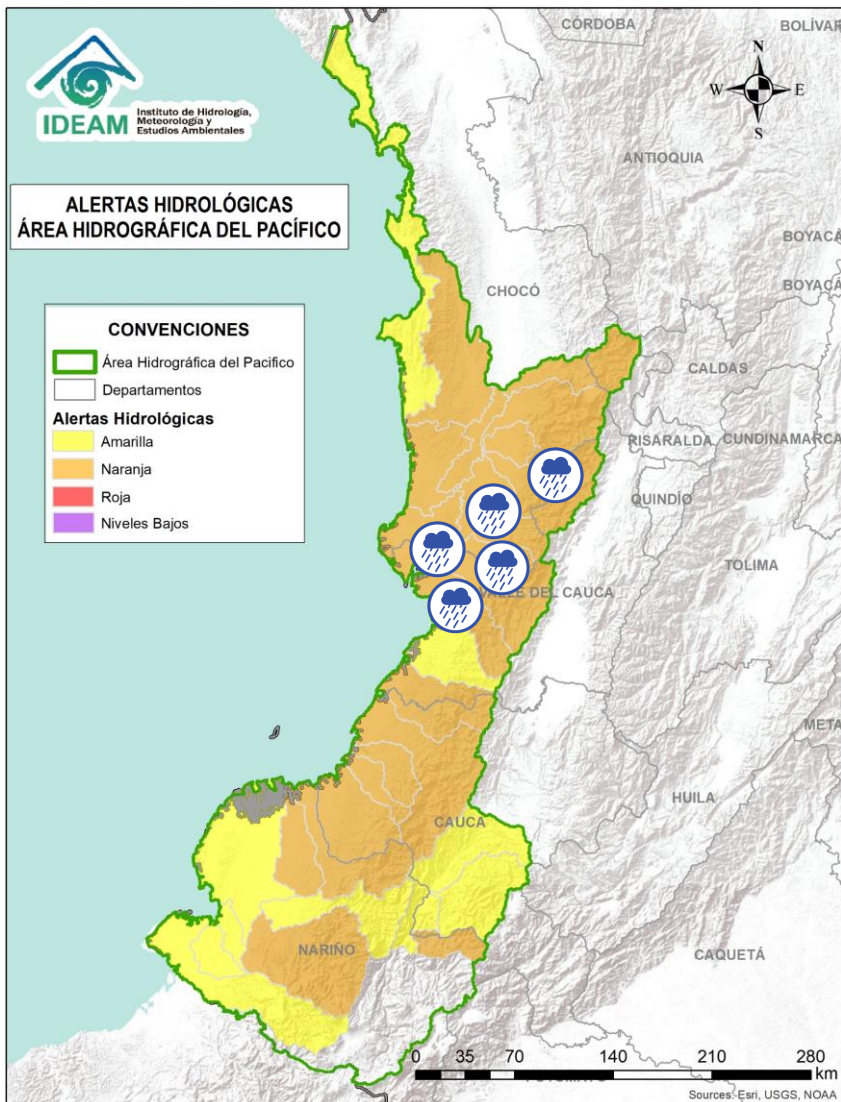 CÓRDOBA
BOLÍVAR
IDEAM
Instituto de Hidrología,
Meteorología y
Estudios Ambientales
N
W
E
S
ANTIOQUIA
ALERTAS HIDROLÓGICAS
ÁREA HIDROGRÁFICA DEL PACÍFICO
BOYACÁ
BOYACÁ
CHOCÓ
CONVENCIONES
Área Hidrográfica del Pacifico
Departamentos
Alertas Hidrológicas
Amarilla
Naranja
Roja
Niveles Bajos
CALDAS
RISARALDA
CUNDINAMARCA
QUINDÍO
TOLIMA
VALLE DEL CAUCA
META
HUILA
CAUCA
NARIÑO
CAQUETÁ
0 35 70 140 210 280
km
Sources: Esri, USGS, NOAA